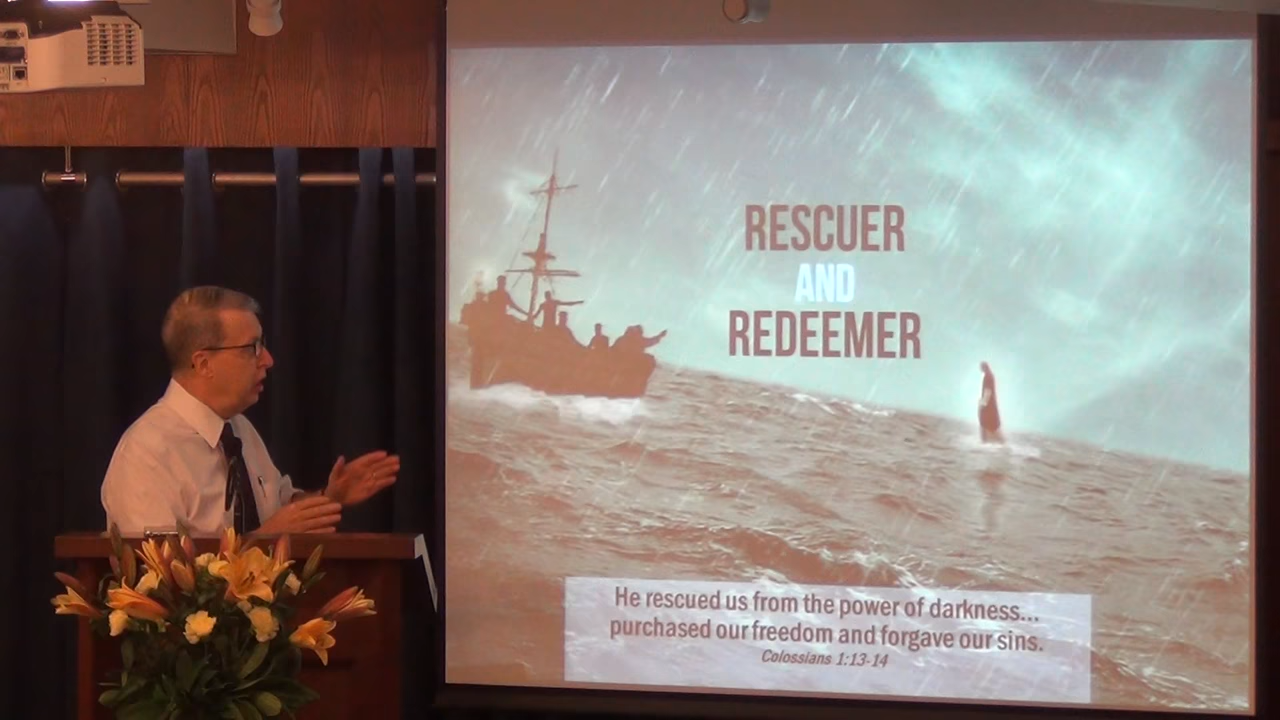 RESCUER
AND
REDEEMER
He rescued us from the power of darkness...
purchased our freedom and forgave our sins.
Colossians 1:13-14